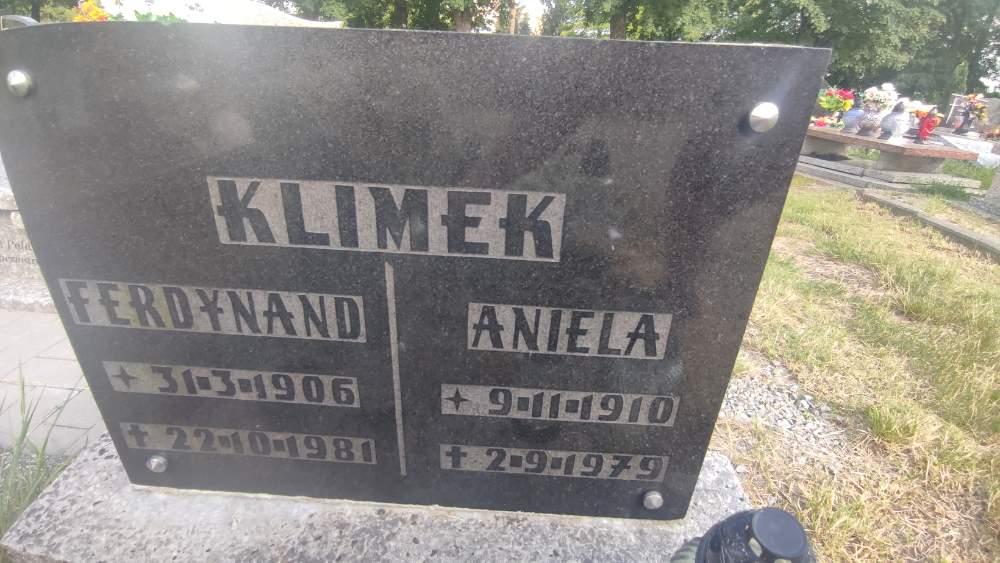 KLIMEK
FERDYNAND
✦ 31-3-1906
✝ 22-10-1981
ANIELA
✦ 9-11-1910
✝ 2-9-1979